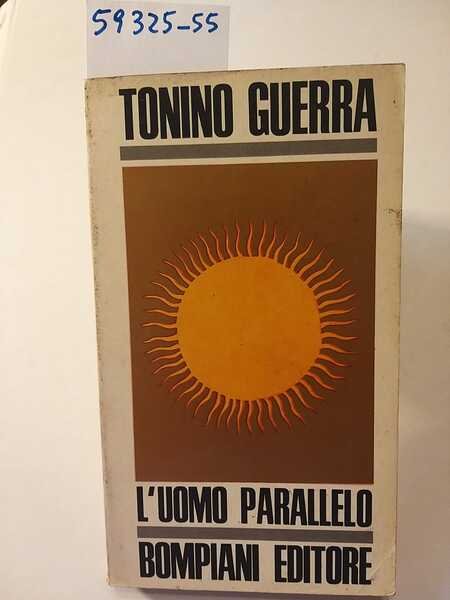 59325-55
TONINO GUERRA
L'UOMO PARALLELO
BOMPIANI EDITORE